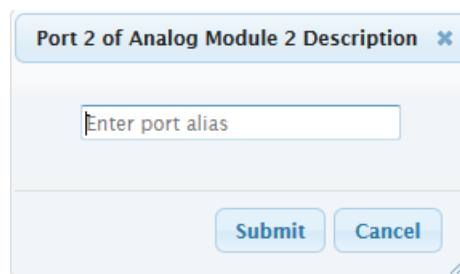 Port 2 of Analog Module 2 Description
Enter port alias
Submit Cancel